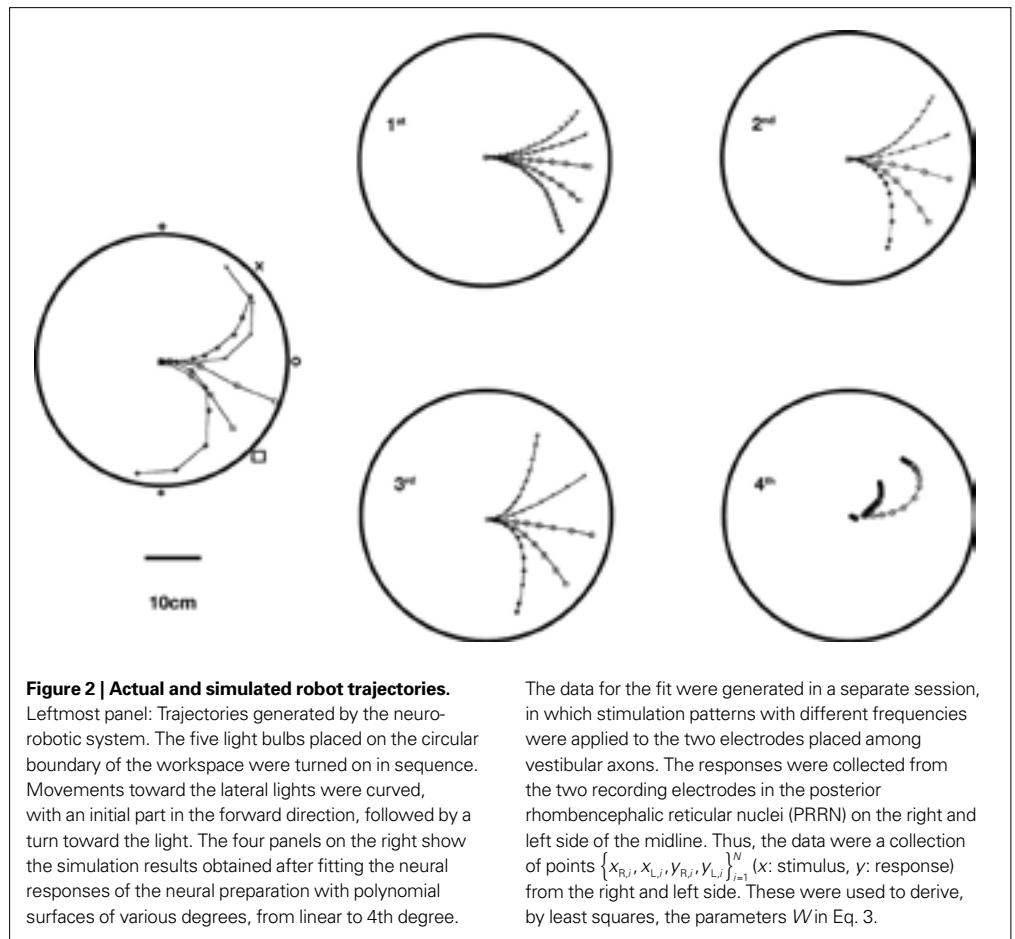 1st
2nd
3rd
4th
10cm
Figure 2 | Actual and simulated robot trajectories.
Leftmost panel: Trajectories generated by the neuro-
robotic system. The five light bulbs placed on the circular
boundary of the workspace were turned on in sequence.
Movements toward the lateral lights were curved,
with an initial part in the forward direction, followed by a
turn toward the light. The four panels on the right show
the simulation results obtained after fitting the neural
responses of the neural preparation with polynomial
surfaces of various degrees, from linear to 4th degree.
The data for the fit were generated in a separate session,
in which stimulation patterns with different frequencies
were applied to the two electrodes placed among
vestibular axons. The responses were collected from
the two recording electrodes in the posterior
rhombencephalic reticular nuclei (PRRN) on the right and
left side of the midline. Thus, the data were a collection
of points {x_{R,i}, x_{L,i}, y_{R,i}, y_{L,i}}_{i=1}^{N} (x: stimulus, y: response)
from the right and left side. These were used to derive,
by least squares, the parameters W in Eq. 3.